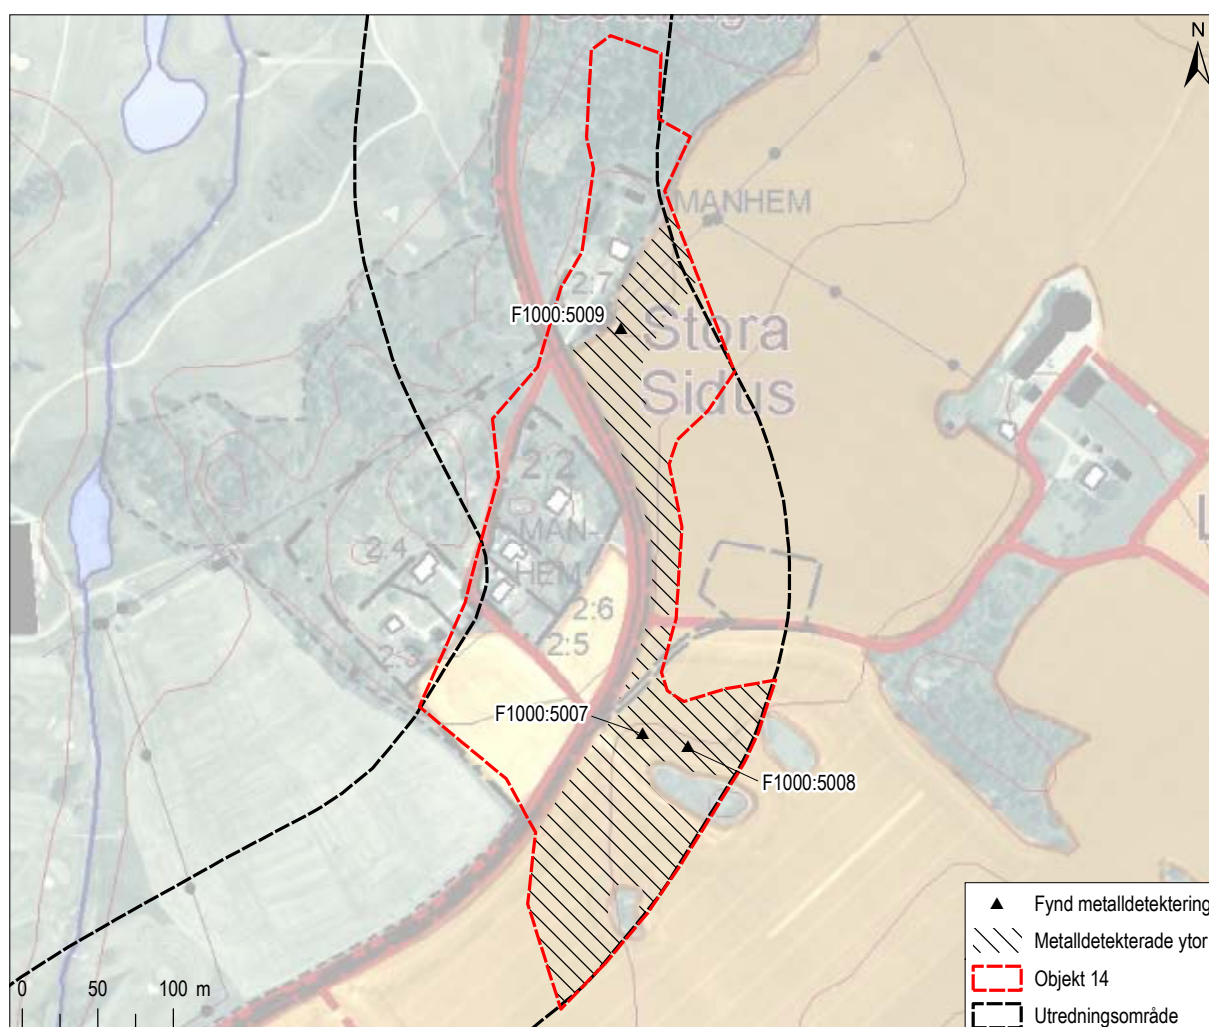 N
MANHEM
2:7
F1000:5009
Stora
Sidus
2:2
MAN-
HEM
2:4
2:6
2:5
2:3
F1000:5007
F1000:5008
Fynd metalldetektering
Metalldetekterade ytor
Objekt 14
Utredningsområde
0 50 100 m